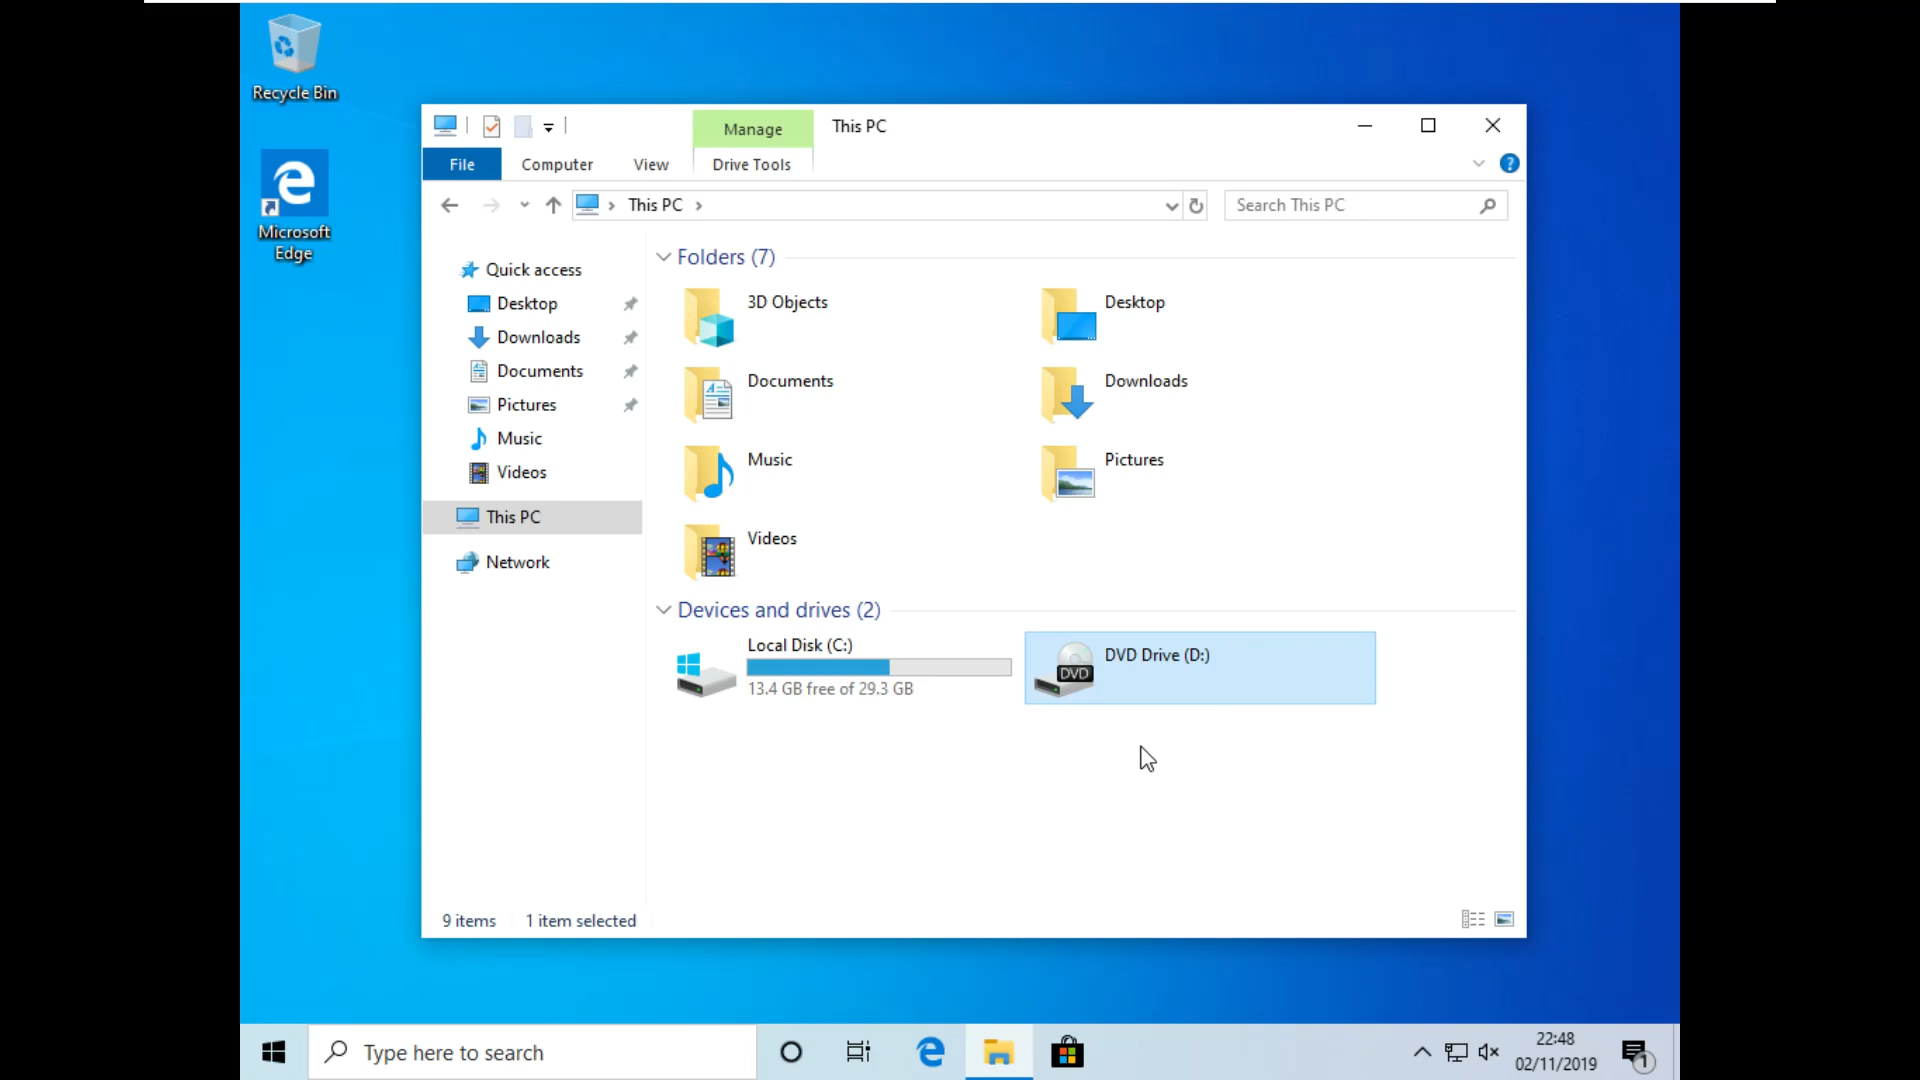 Recycle Bin
Microsoft
Edge
Manage
This PC
File
Computer
View
Drive Tools
This PC
Search This PC
Quick access
Desktop
Downloads
Documents
Pictures
Music
Videos
This PC
Network
Folders (7)
3D Objects
Desktop
Documents
Downloads
Music
Pictures
Videos
Devices and drives (2)
Local Disk (C:)
13.4 GB free of 29.3 GB
DVD
DVD Drive (D:)
9 items
1 item selected
Type here to search
22:48
02/11/2019
1